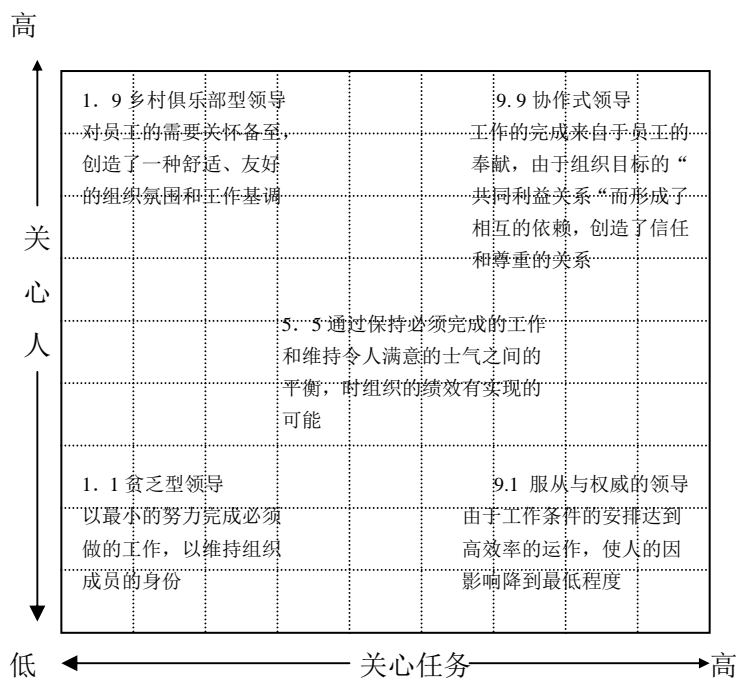 高
1．9 乡村俱乐部型领导
对员工的需要关怀备至，
创造了一种舒适、友好
的组织氛围和工作基调
9. 9 协作式领导
工作的完成来自于员工的
奉献，由于组织目标的“
共同利益关系“而形成了
相互的依赖，创造了信任
和尊重的关系
关
心
人
5．5 通过保持必须完成的工作
和维持令人满意的士气之间的
平衡，时组织的绩效有实现的
可能
1．1 贫乏型领导
以最小的努力完成必须
做的工作，以维持组织
成员的身份
9.1 服从与权威的领导
由于工作条件的安排达到
高效率的运作，使人的因
影响降到最低程度
低
关心任务
高